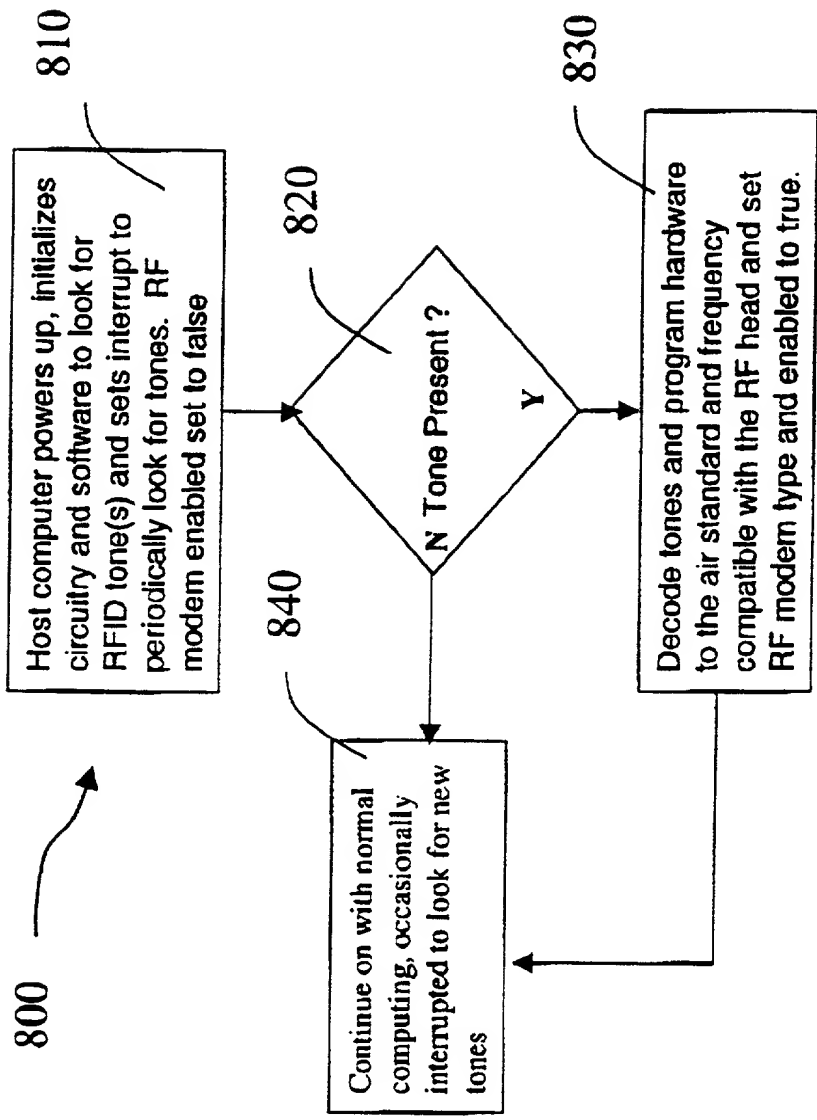 800
810
Host computer powers up, initializes
circuitry and software to look for
RFID tone(s) and sets interrupt to
periodically look for tones. RF
modem enabled set to false
820
N Tone Present ?
Y
840
Continue on with normal
computing, occasionally
interrupted to look for new
tones
830
Decode tones and program hardware
to the air standard and frequency
compatible with the RF head and set
RF modem type and enabled to true.